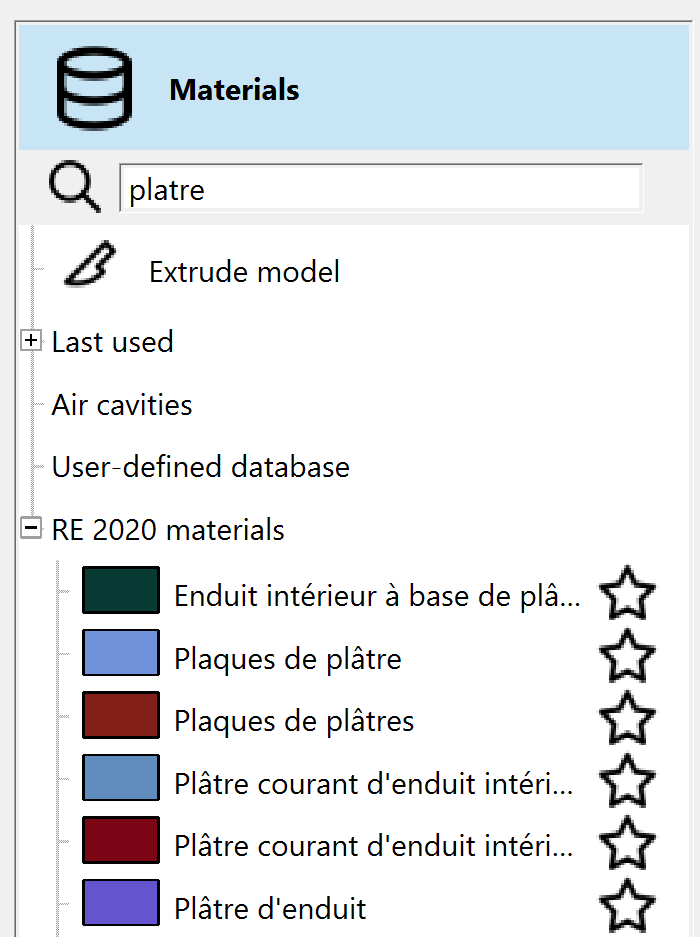 Materials
platre
Extrude model
Last used
Air cavities
User-defined database
RE 2020 materials
Enduit intérieur à base de plâ...
Plaques de plâtre
Plaques de plâtres
Plâtre courant d'enduit intéri...
Plâtre courant d'enduit intéri...
Plâtre d'enduit